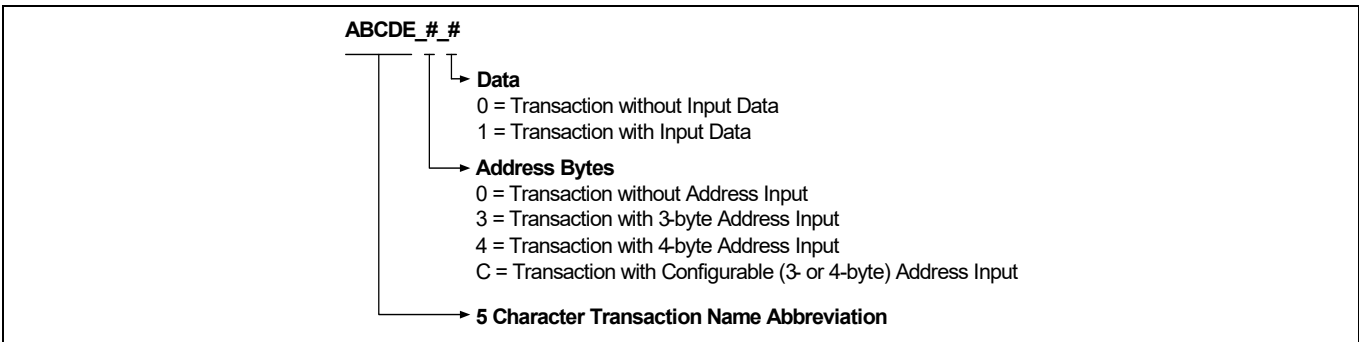 ABCDE_#_#
Data
0 = Transaction without Input Data
1 = Transaction with Input Data
Address Bytes
0 = Transaction without Address Input
3 = Transaction with 3-byte Address Input
4 = Transaction with 4-byte Address Input
C = Transaction with Configurable (3- or 4-byte) Address Input
5 Character Transaction Name Abbreviation